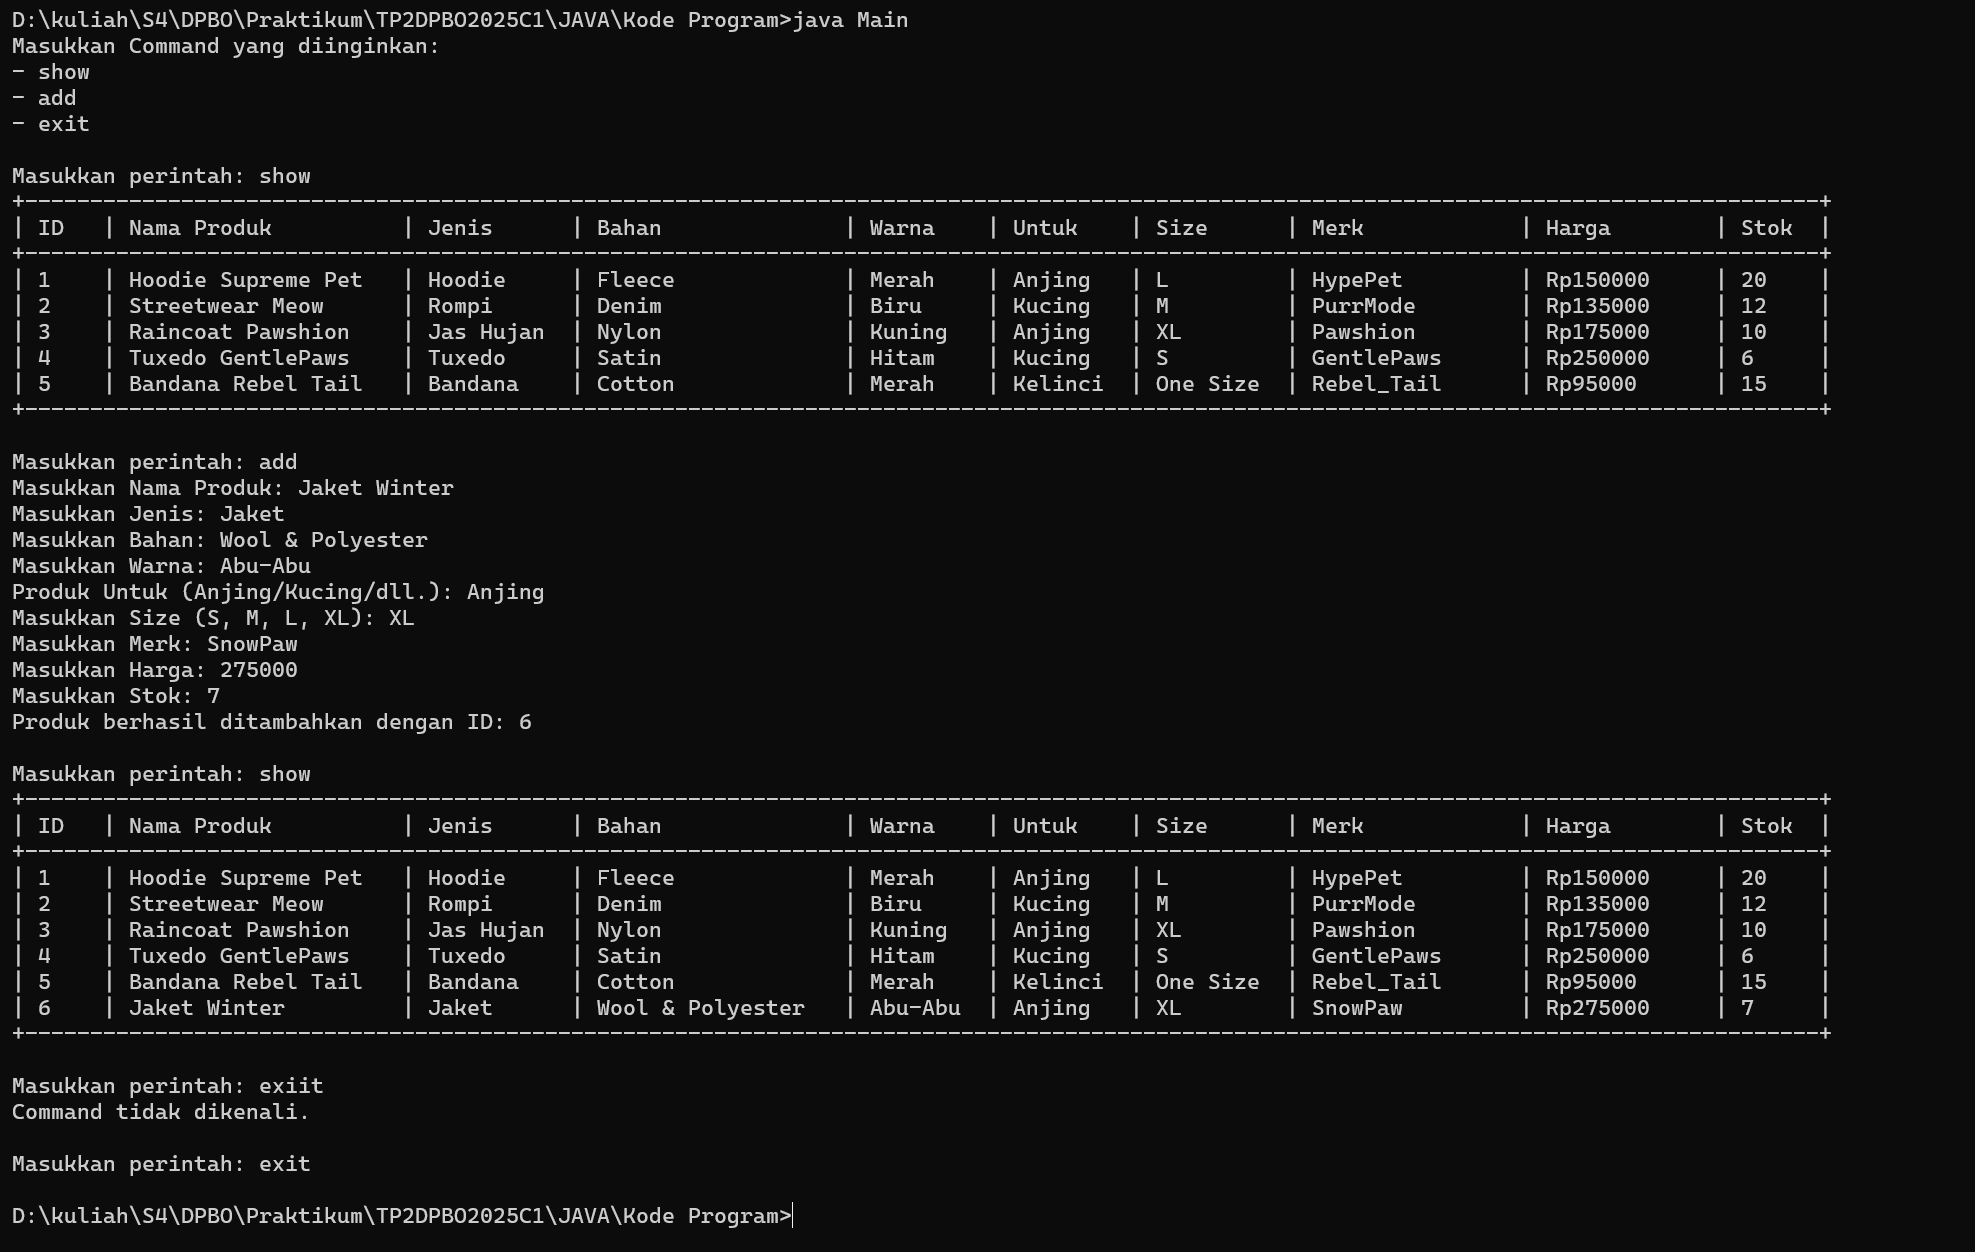 D:\kuliah\S4\DPBO\Praktikum\TP2DPBO2025C1\JAVA\Kode Program>java Main
Masukkan Command yang diinginkan:
- show
- add
- exit
Masukkan perintah: show
+------------------------------------------------------------------------------------------------------------------------------------------+
| ID   | Nama Produk          | Jenis      | Bahan              | Warna    | Untuk    | Size      | Merk            | Harga        | Stok  |
+------------------------------------------------------------------------------------------------------------------------------------------+
| 1    | Hoodie Supreme Pet   | Hoodie     | Fleece             | Merah    | Anjing   | L         | HypePet         | Rp150000     | 20    |
| 2    | Streetwear Meow      | Rompi      | Denim              | Biru     | Kucing   | M         | PurrMode        | Rp135000     | 12    |
| 3    | Raincoat Pawshion    | Jas Hujan  | Nylon              | Kuning   | Anjing   | XL        | Pawshion        | Rp175000     | 10    |
| 4    | Tuxedo GentlePaws    | Tuxedo     | Satin              | Hitam    | Kucing   | S         | GentlePaws      | Rp250000     | 6     |
| 5    | Bandana Rebel Tail   | Bandana    | Cotton             | Merah    | Kelinci  | One Size  | Rebel_Tail      | Rp95000      | 15    |
+------------------------------------------------------------------------------------------------------------------------------------------+
Masukkan perintah: add
Masukkan Nama Produk: Jaket Winter
Masukkan Jenis: Jaket
Masukkan Bahan: Wool & Polyester
Masukkan Warna: Abu-Abu
Produk Untuk (Anjing/Kucing/dll.): Anjing
Masukkan Size (S, M, L, XL): XL
Masukkan Merk: SnowPaw
Masukkan Harga: 275000
Masukkan Stok: 7
Produk berhasil ditambahkan dengan ID: 6
Masukkan perintah: show
+------------------------------------------------------------------------------------------------------------------------------------------+
| ID   | Nama Produk          | Jenis      | Bahan              | Warna    | Untuk    | Size      | Merk            | Harga        | Stok  |
+------------------------------------------------------------------------------------------------------------------------------------------+
| 1    | Hoodie Supreme Pet   | Hoodie     | Fleece             | Merah    | Anjing   | L         | HypePet         | Rp150000     | 20    |
| 2    | Streetwear Meow      | Rompi      | Denim              | Biru     | Kucing   | M         | PurrMode        | Rp135000     | 12    |
| 3    | Raincoat Pawshion    | Jas Hujan  | Nylon              | Kuning   | Anjing   | XL        | Pawshion        | Rp175000     | 10    |
| 4    | Tuxedo GentlePaws    | Tuxedo     | Satin              | Hitam    | Kucing   | S         | GentlePaws      | Rp250000     | 6     |
| 5    | Bandana Rebel Tail   | Bandana    | Cotton             | Merah    | Kelinci  | One Size  | Rebel_Tail      | Rp95000      | 15    |
| 6    | Jaket Winter         | Jaket      | Wool & Polyester   | Abu-Abu  | Anjing   | XL        | SnowPaw         | Rp275000     | 7     |
+------------------------------------------------------------------------------------------------------------------------------------------+
Masukkan perintah: exiit
Command tidak dikenali.
Masukkan perintah: exit
D:\kuliah\S4\DPBO\Praktikum\TP2DPBO2025C1\JAVA\Kode Program>